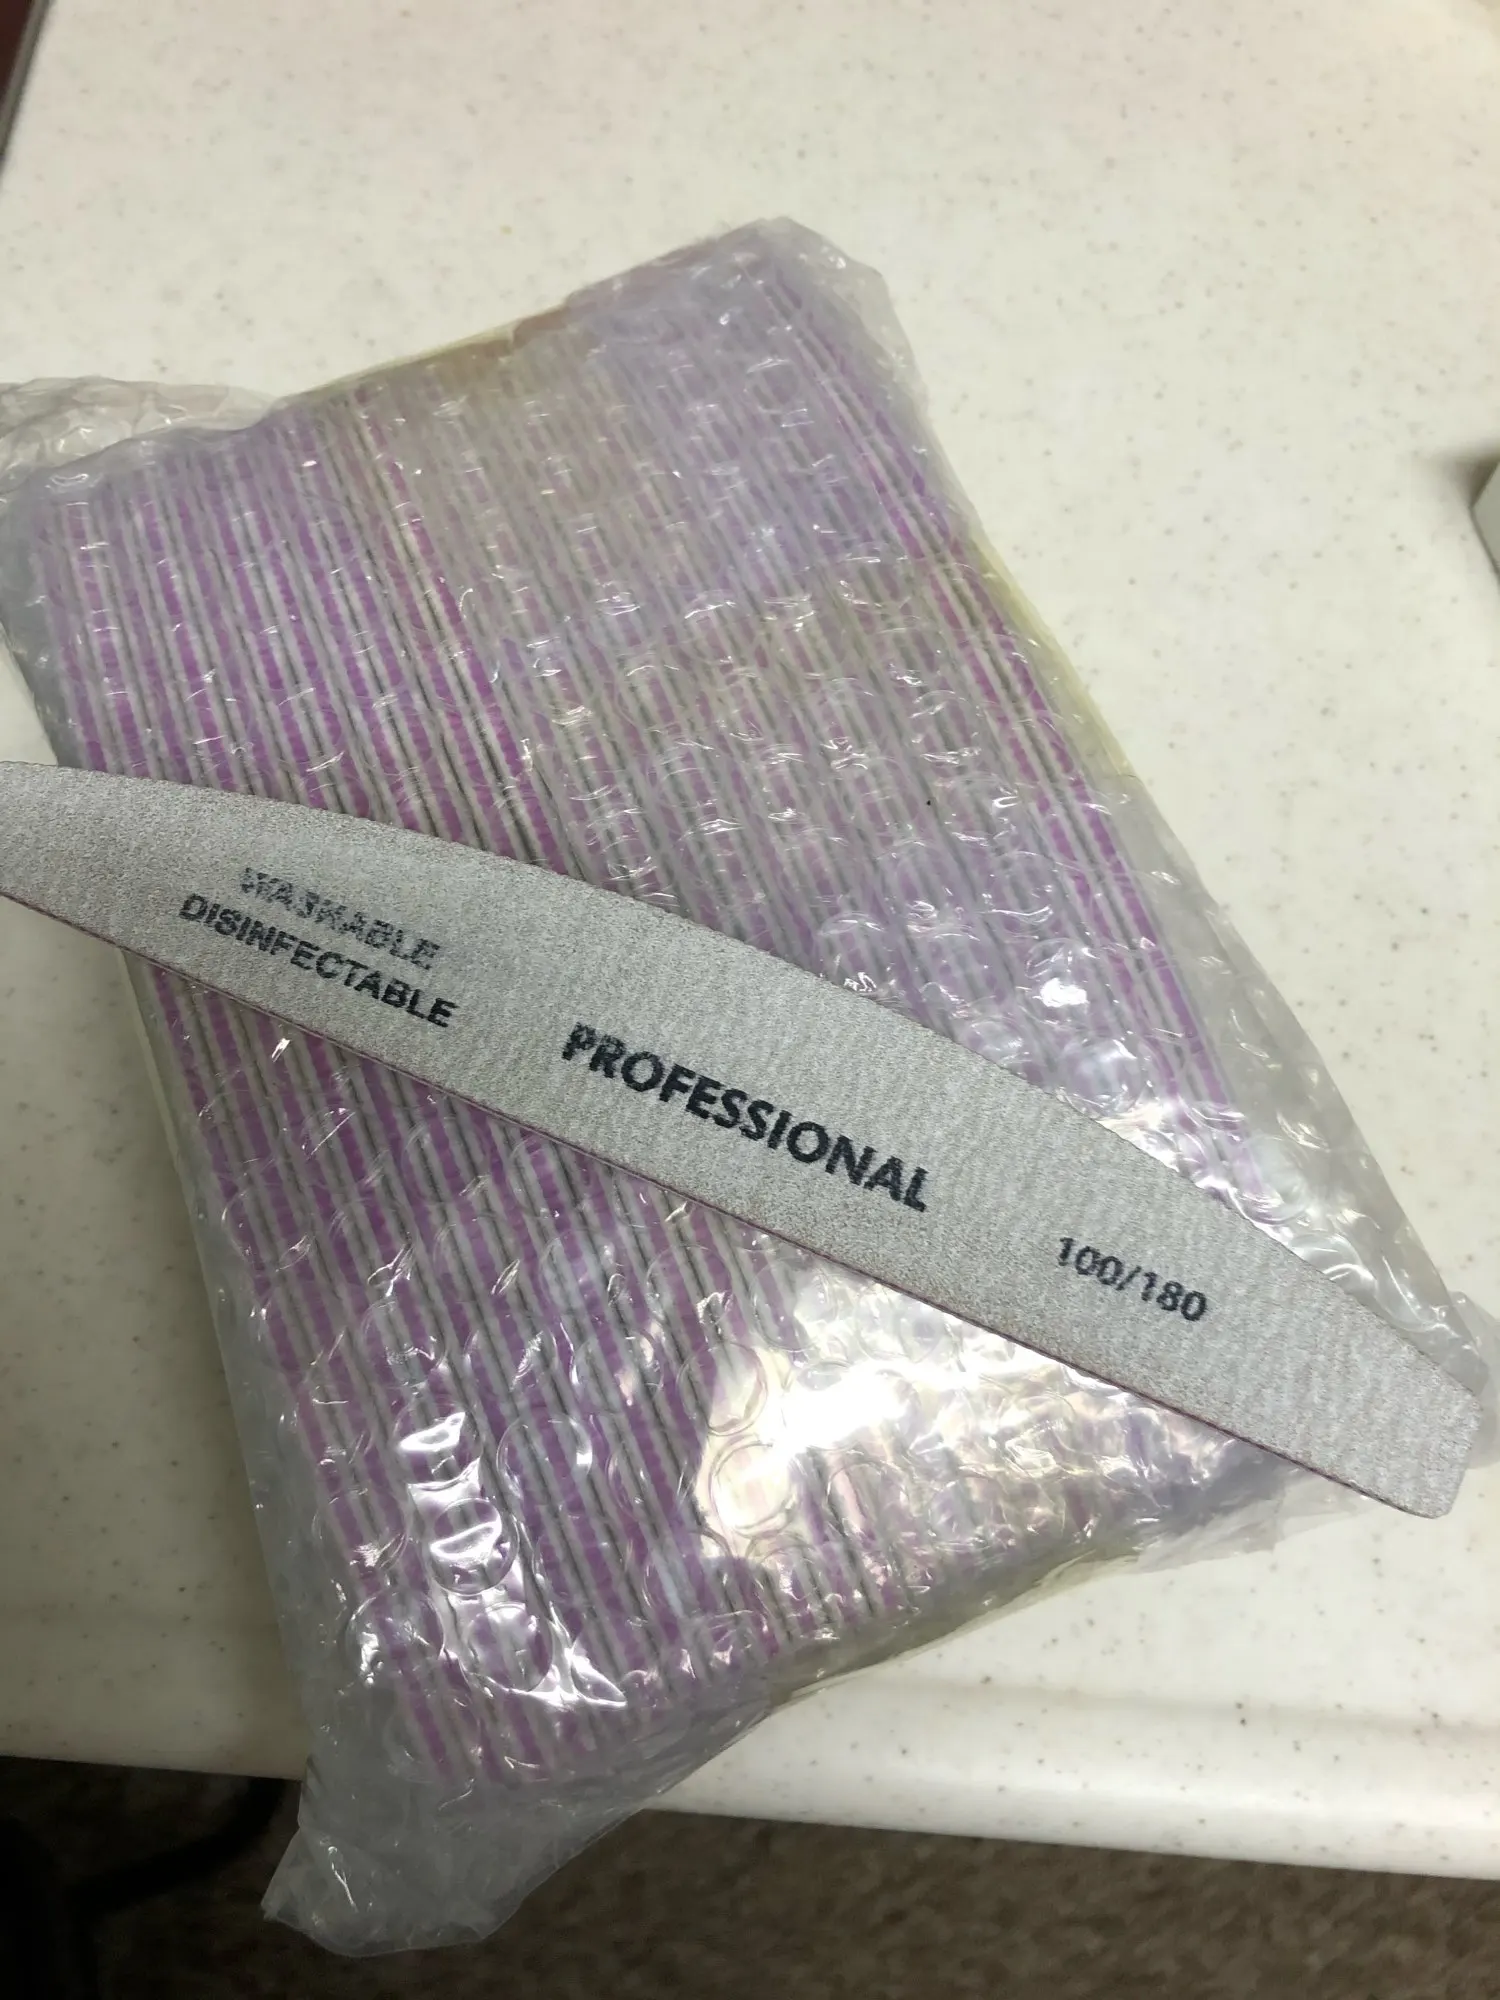 WASHABLE
DISINFECTABLE
PROFESSIONAL
100/180